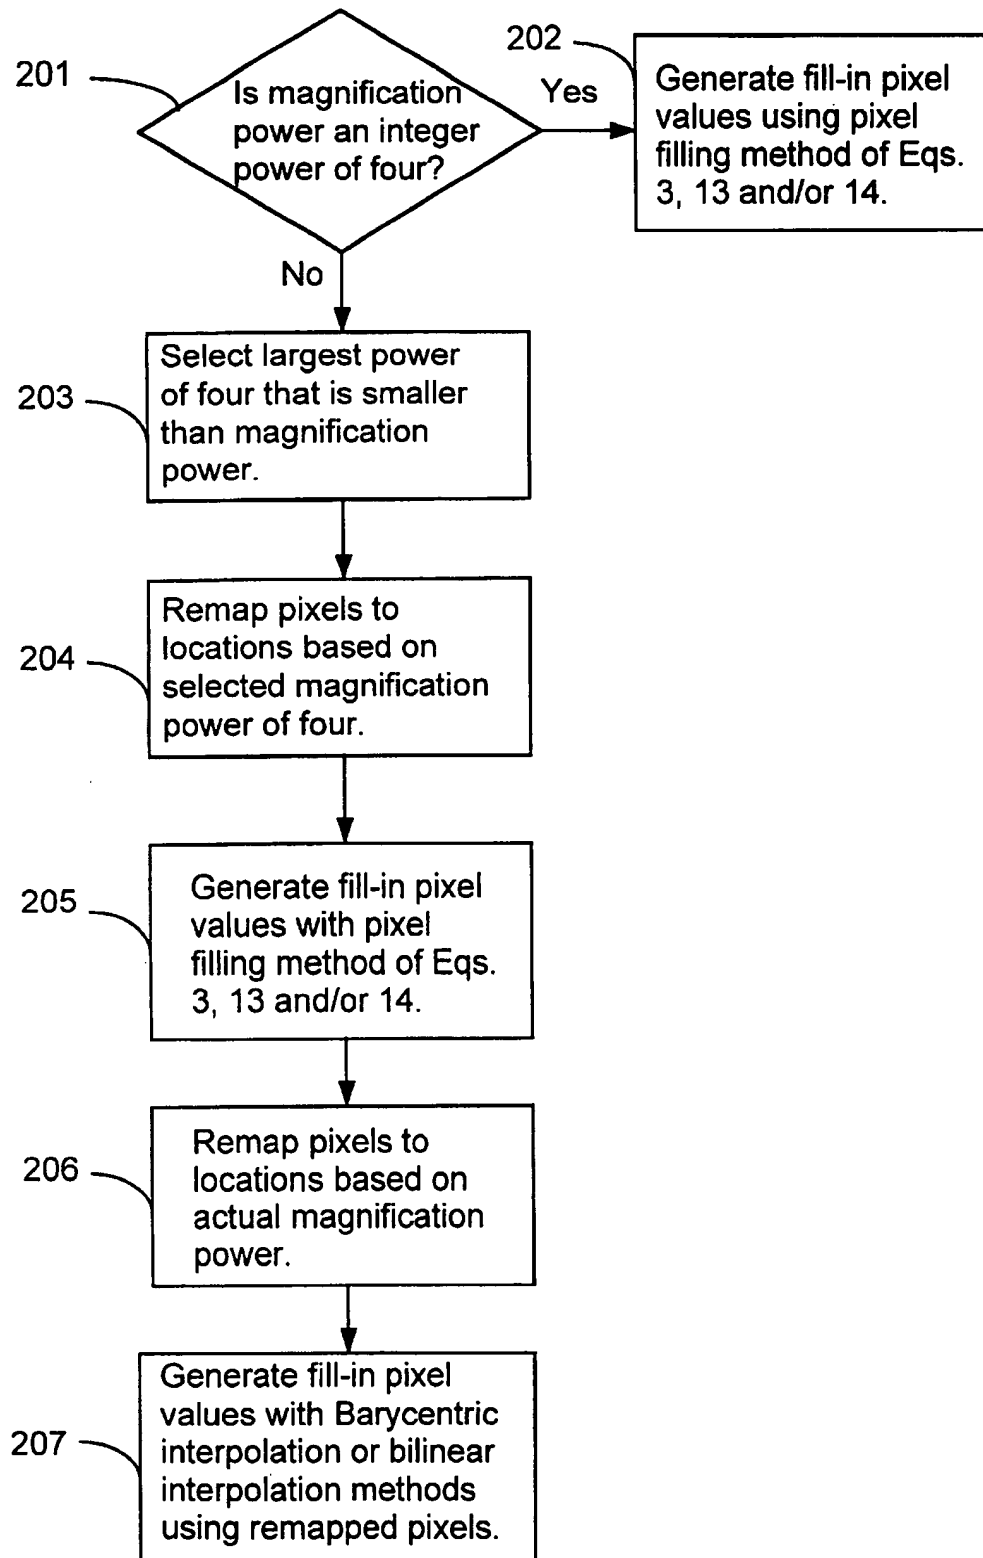 201
Is magnification
power an integer
power of four?
Yes
202
Generate fill-in pixel
values using pixel
filling method of Eqs.
3, 13 and/or 14.
No
203
Select largest power
of four that is smaller
than magnification
power.
204
Remap pixels to
locations based on
selected magnification
power of four.
205
Generate fill-in pixel
values with pixel
filling method of Eqs.
3, 13 and/or 14.
206
Remap pixels to
locations based on
actual magnification
power.
207
Generate fill-in pixel
values with Barycentric
interpolation or bilinear
interpolation methods
using remapped pixels.